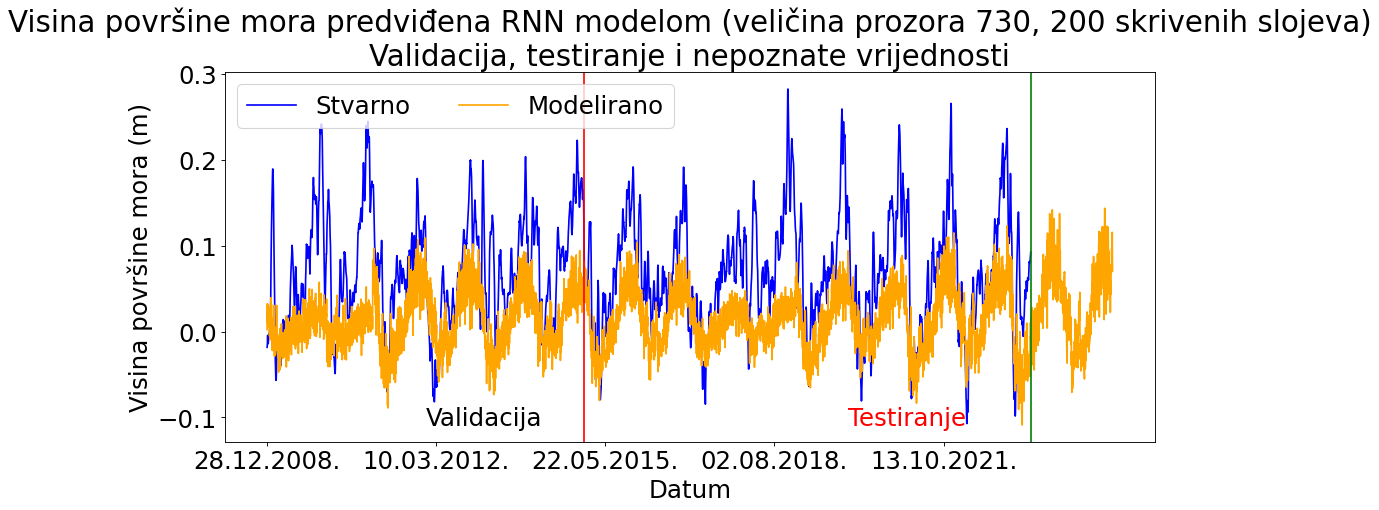 Visina površine mora predviđena RNN modelom (veličina prozora 730, 200 skrivenih slojeva)
Validacija, testiranje i nepoznate vrijednosti
Stvarno Modelirano
Visina površine mora (m)
0.3
0.2
0.1
0.0
−0.1
Validacija
Testiranje
28.12.2008. 10.03.2012. 22.05.2015. 02.08.2018. 13.10.2021.
Datum